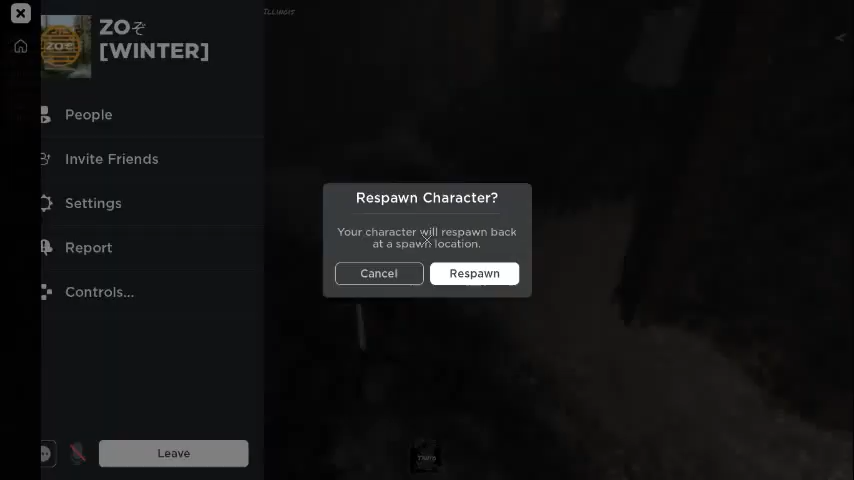 ILLINOIS
ZOぞ
[WINTER]
People
Invite Friends
Settings
Report
Controls...
Leave
Respawn Character?
Your character will respawn back
at a spawn location.
Cancel
Respawn